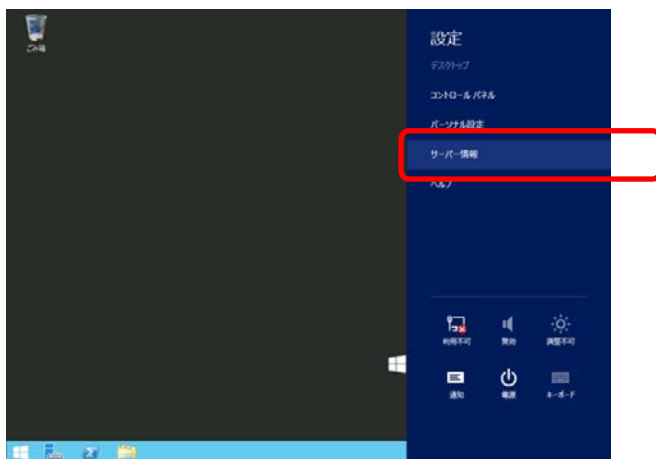 ごみ箱
設定
デスクトップ
コントロール パネル
パーソナル設定
サーバー情報
ヘルプ
利用不可
調整不可
通知
電源
キーボード